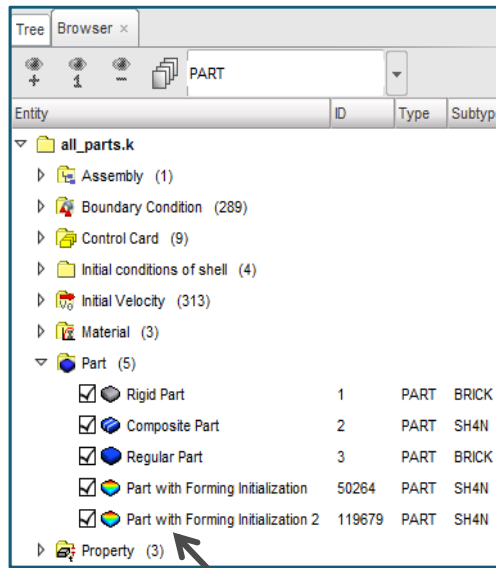 Tree Browser ×
+ 1 − PART
Entity ID Type Subtyp
all_parts.k
Assembly (1)
Boundary Condition (289)
Control Card (9)
Initial conditions of shell (4)
Initial Velocity (313)
Material (3)
Part (5)
Rigid Part 1 PART BRICK
Composite Part 2 PART SH4N
Regular Part 3 PART BRICK
Part with Forming Initialization 50264 PART SH4N
Part with Forming Initialization 2 119679 PART SH4N
Property (3)